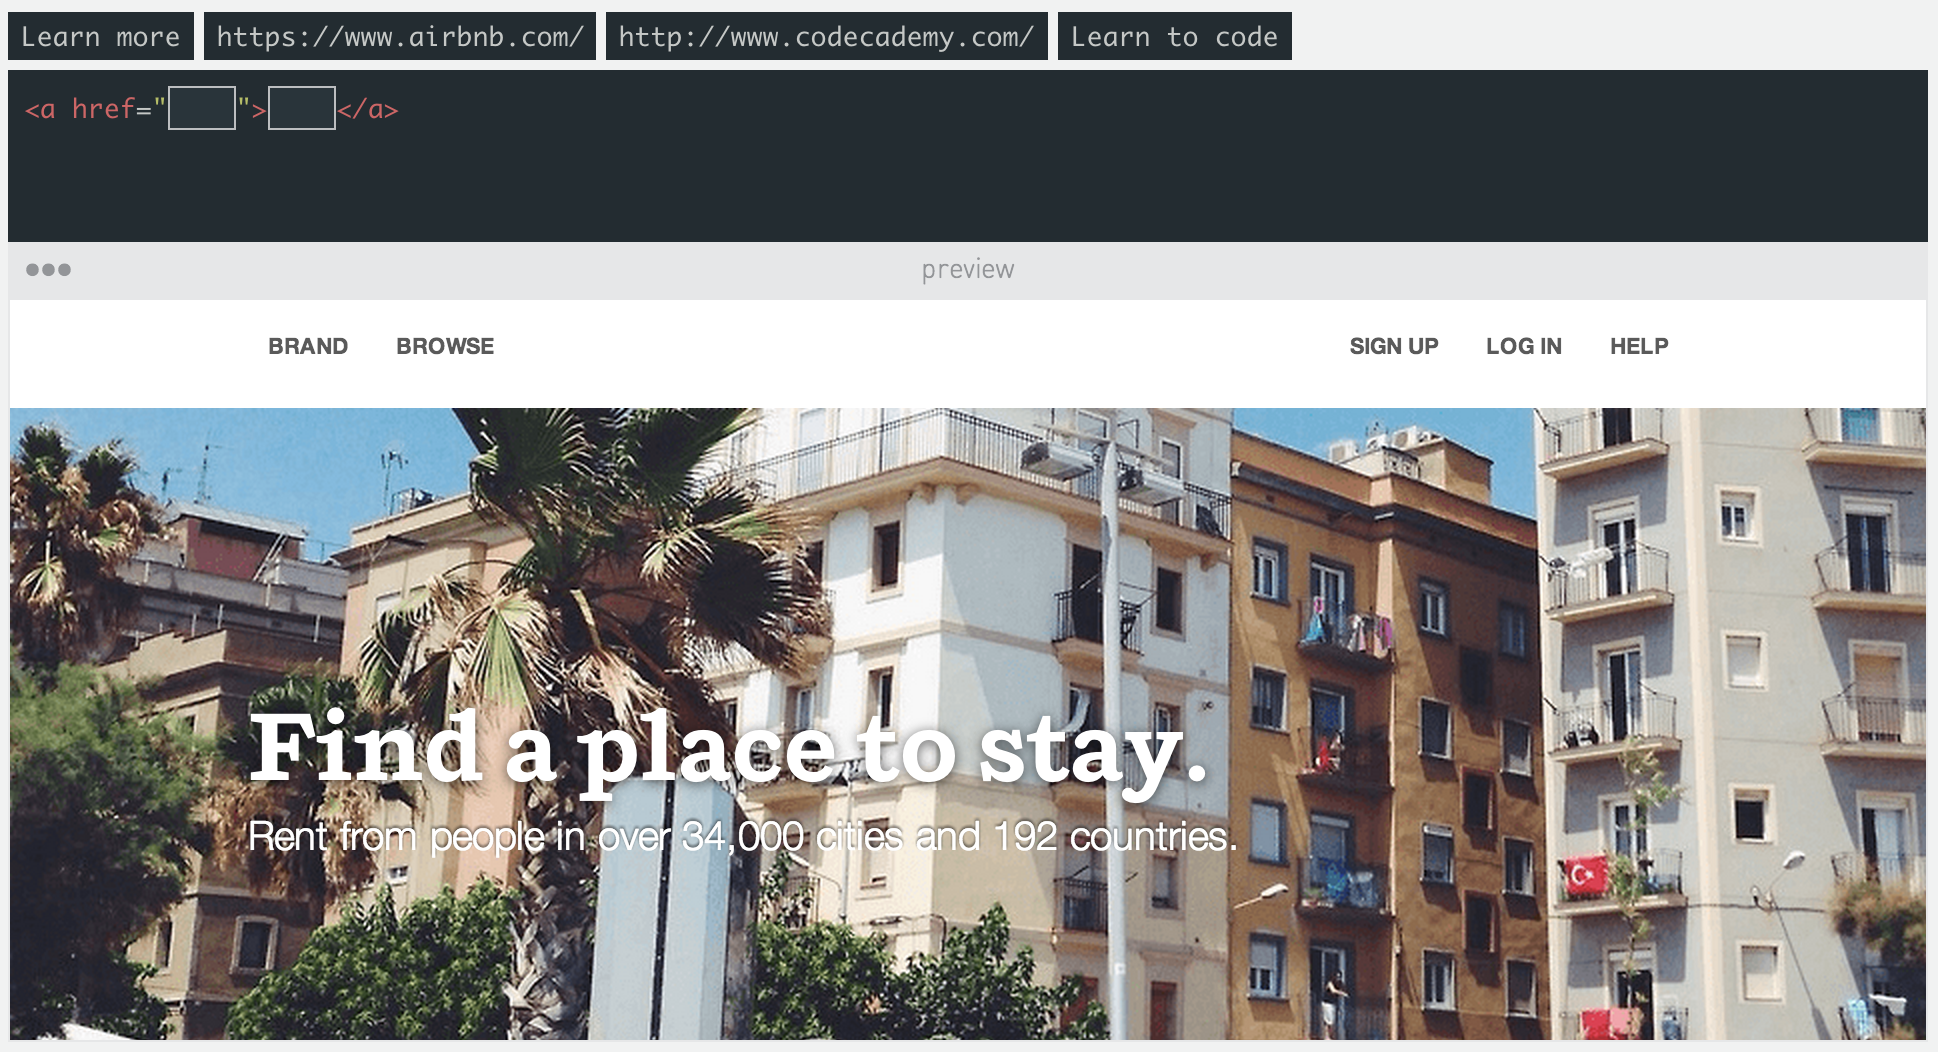 Learn more https://www.airbnb.com/ http://www.codecademy.com/ Learn to code
<a href="">​</a>
preview
BRAND BROWSE SIGN UP LOG IN HELP
Find a place to stay.
Rent from people in over 34,000 cities and 192 countries.